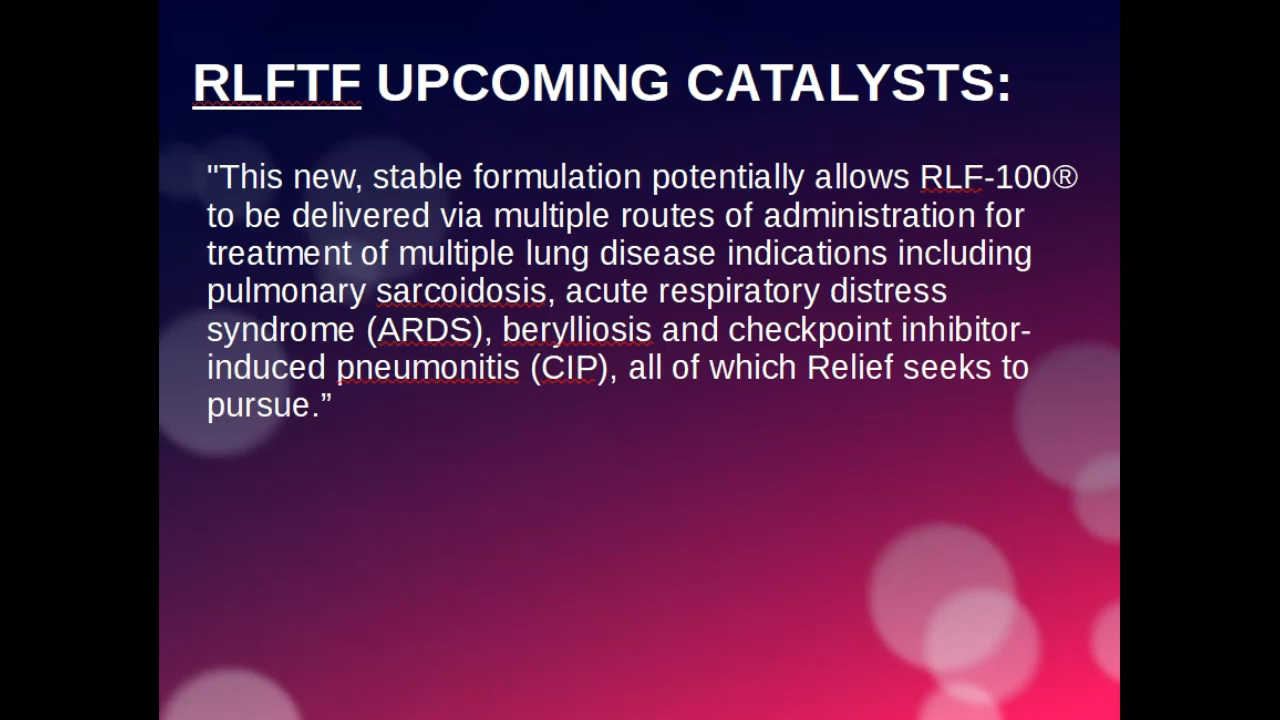 RLFTF UPCOMING CATALYSTS:
"This new, stable formulation potentially allows RLF-100®
to be delivered via multiple routes of administration for
treatment of multiple lung disease indications including
pulmonary sarcoidosis, acute respiratory distress
syndrome (ARDS), berylliosis and checkpoint inhibitor-
induced pneumonitis (CIP), all of which Relief seeks to
pursue.”